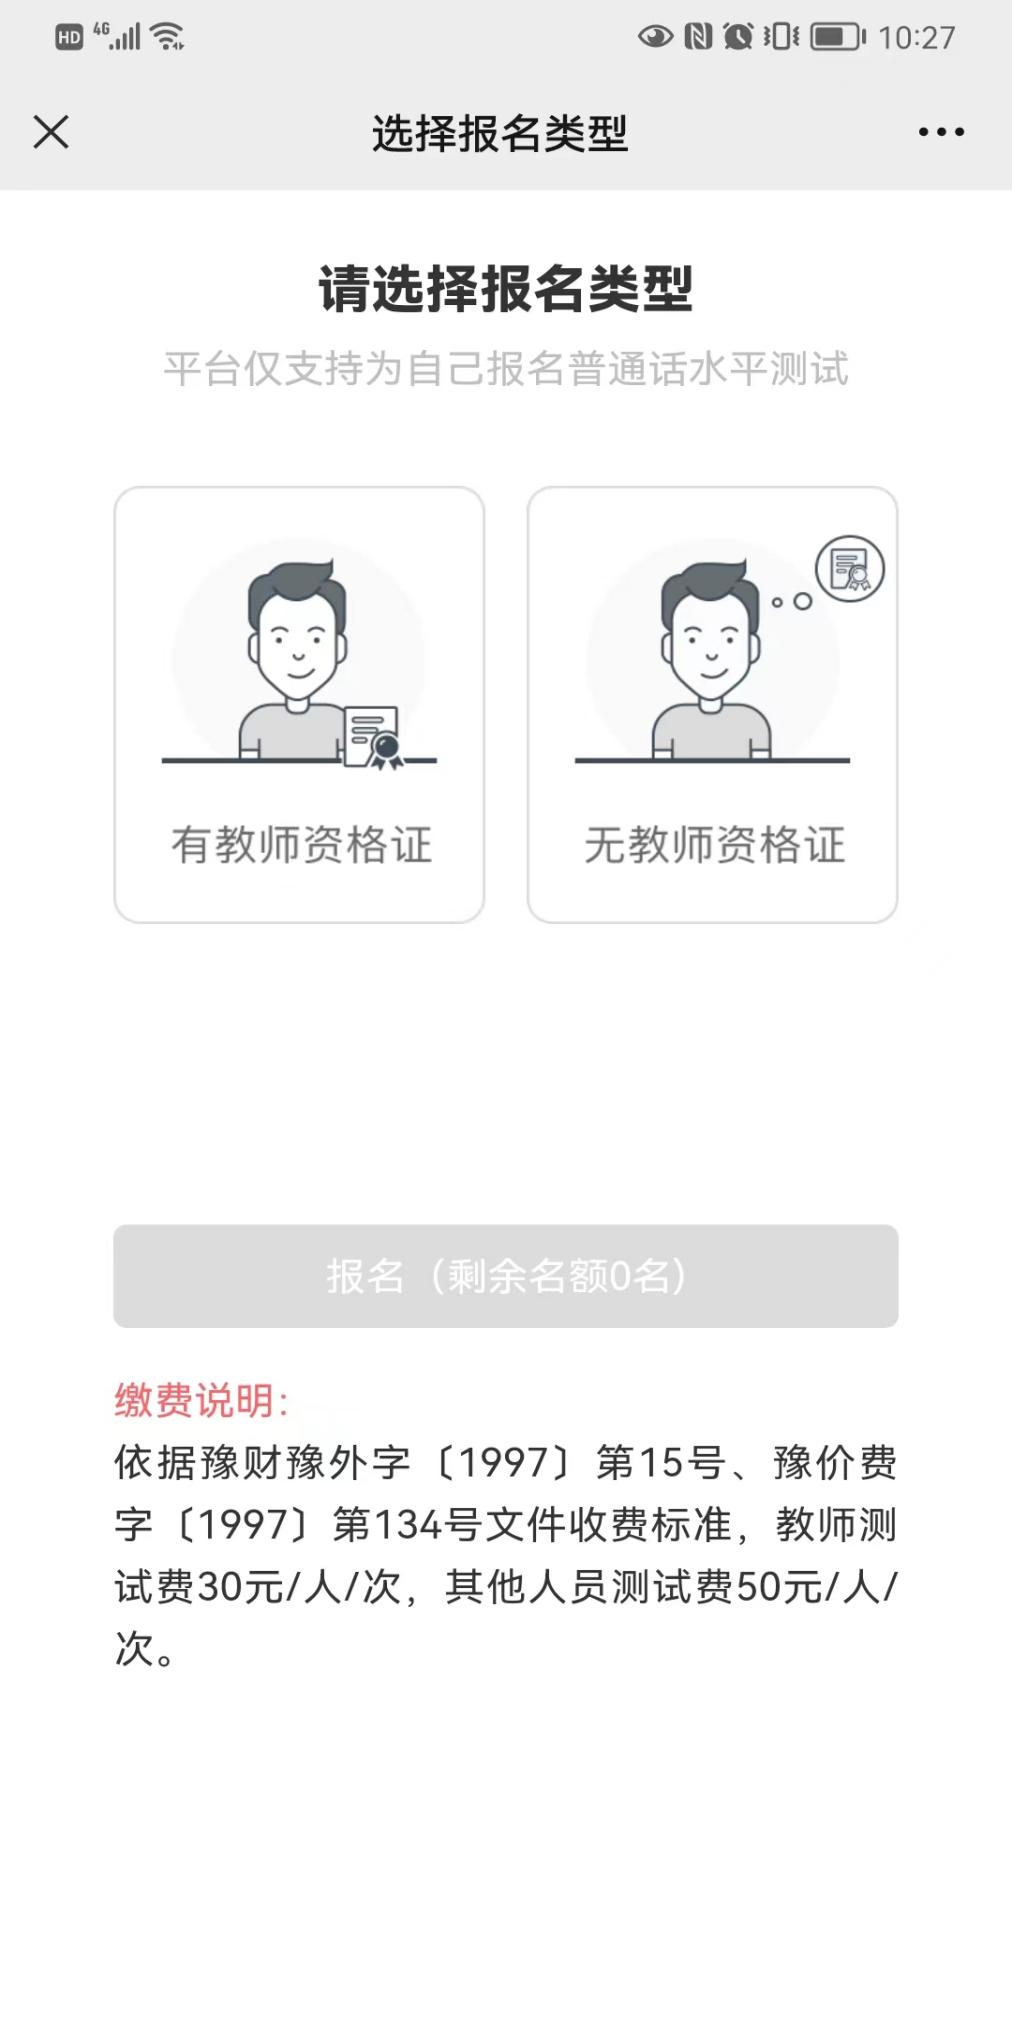 HD 4G 10:27
选择报名类型
请选择报名类型
平台仅支持为自己报名普通话水平测试
有教师资格证 无教师资格证
报名（剩余名额0名）
缴费说明：
依据豫财豫外字〔1997〕第15号、豫价费
字〔1997〕第134号文件收费标准，教师测
试费30元/人/次，其他人员测试费50元/人/
次。